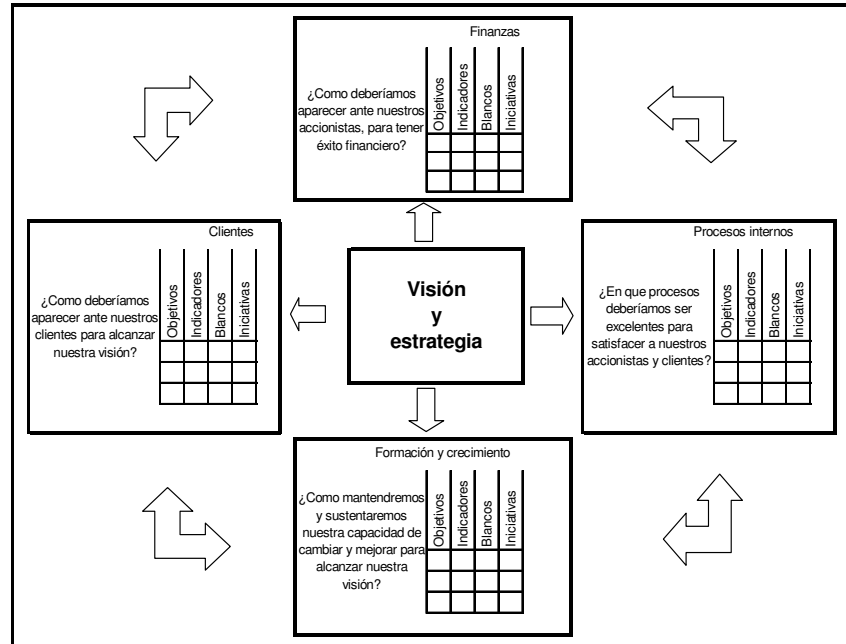 Finanzas
¿Como deberíamos
aparecer ante nuestros
accionistas, para tener
éxito financiero?
Objetivos
Indicadores
Blancos
Iniciativas
Clientes
¿Como deberíamos
aparecer ante nuestros
clientes para alcanzar
nuestra visión?
Objetivos
Indicadores
Blancos
Iniciativas
Visión
y
estrategia
Procesos internos
¿En que procesos
deberíamos ser
excelentes para
satisfacer a nuestros
accionistas y clientes?
Objetivos
Indicadores
Blancos
Iniciativas
Formación y crecimiento
¿Como mantendremos
y sustentaremos
nuestra capacidad de
cambiar y mejorar para
alcanzar nuestra
visión?
Objetivos
Indicadores
Blancos
Iniciativas